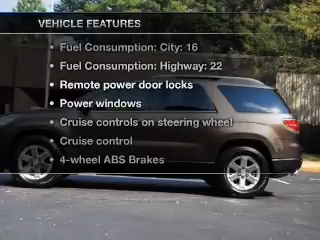 VEHICLE FEATURES
Fuel Consumption: City: 16
Fuel Consumption: Highway: 22
Remote power door locks
Power windows
Cruise controls on steering wheel
Cruise control
4-wheel ABS Brakes